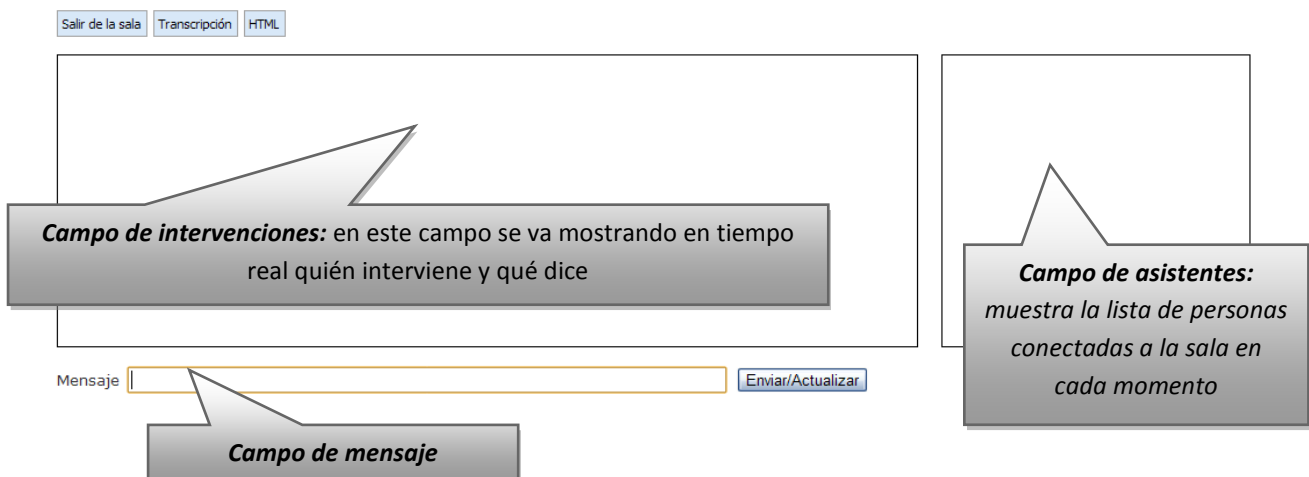 Salir de la sala Transcripción HTML
Campo de intervenciones: en este campo se va mostrando en tiempo
real quién interviene y qué dice
Campo de asistentes:
muestra la lista de personas
conectadas a la sala en
cada momento
Mensaje Enviar/Actualizar
Campo de mensaje